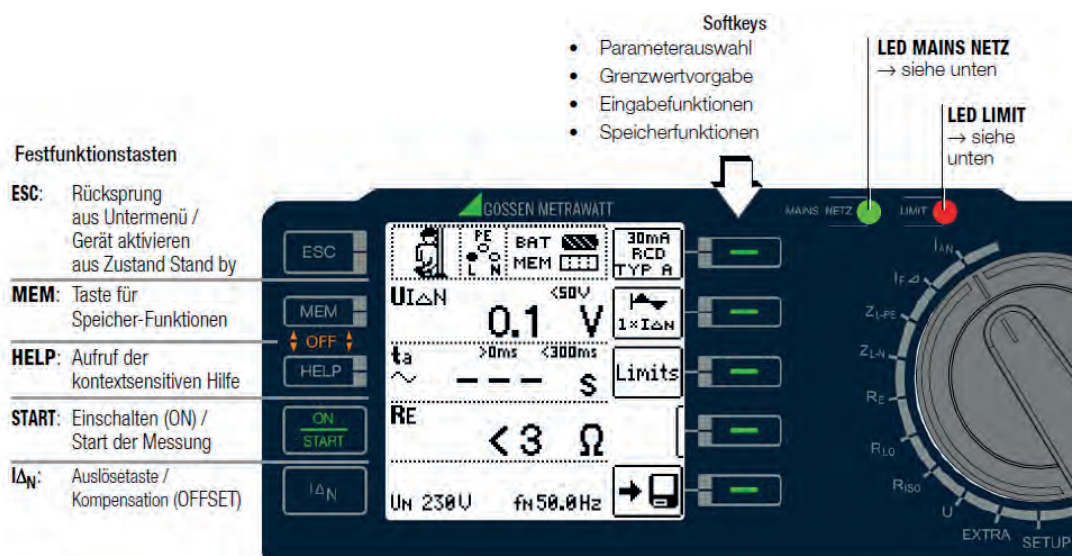 Softkeys
• Parameterauswahl
• Grenzwertvorgabe
• Eingabefunktionen
• Speicherfunktionen
LED MAINS NETZ
→ siehe unten
LED LIMIT
→ siehe
unten
Festfunktionstasten
ESC: Rücksprung
aus Untermenü /
Gerät aktivieren
aus Zustand Stand by
MEM: Taste für
Speicher-Funktionen
HELP: Aufruf der
kontextsensitiven Hilfe
START: Einschalten (ON) /
Start der Messung
IΔN: Auslösetaste /
Kompensation (OFFSET)
GOSSEN METRAWATT
MAINS NETZ
LIMIT
ESC
MEM
OFF
HELP
ON
START
IΔN
PE
L N
BAT
MEM
30mA
RCD
TYP A
UIΔN <50V
0.1 V
1×IΔN
ta >0ms <300ms
~ --- s
Limits
RE
<3 Ω
UN 230V fN 50.0Hz
IΔN
IF
ZL-PE
ZL-N
RE
RLO
RISO
U
EXTRA
SETUP